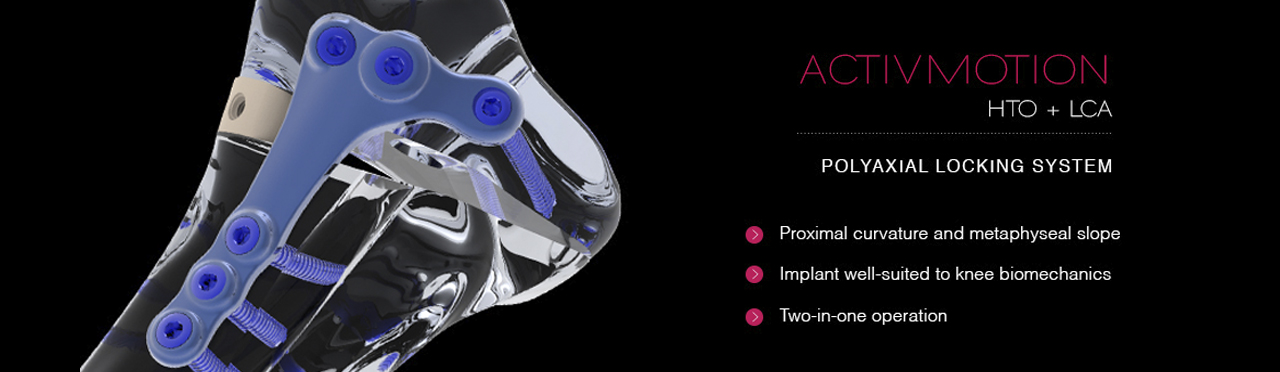 ACTIVMOTION
HTO + LCA
POLYAXIAL LOCKING SYSTEM
Proximal curvature and metaphyseal slope
Implant well-suited to knee biomechanics
Two-in-one operation